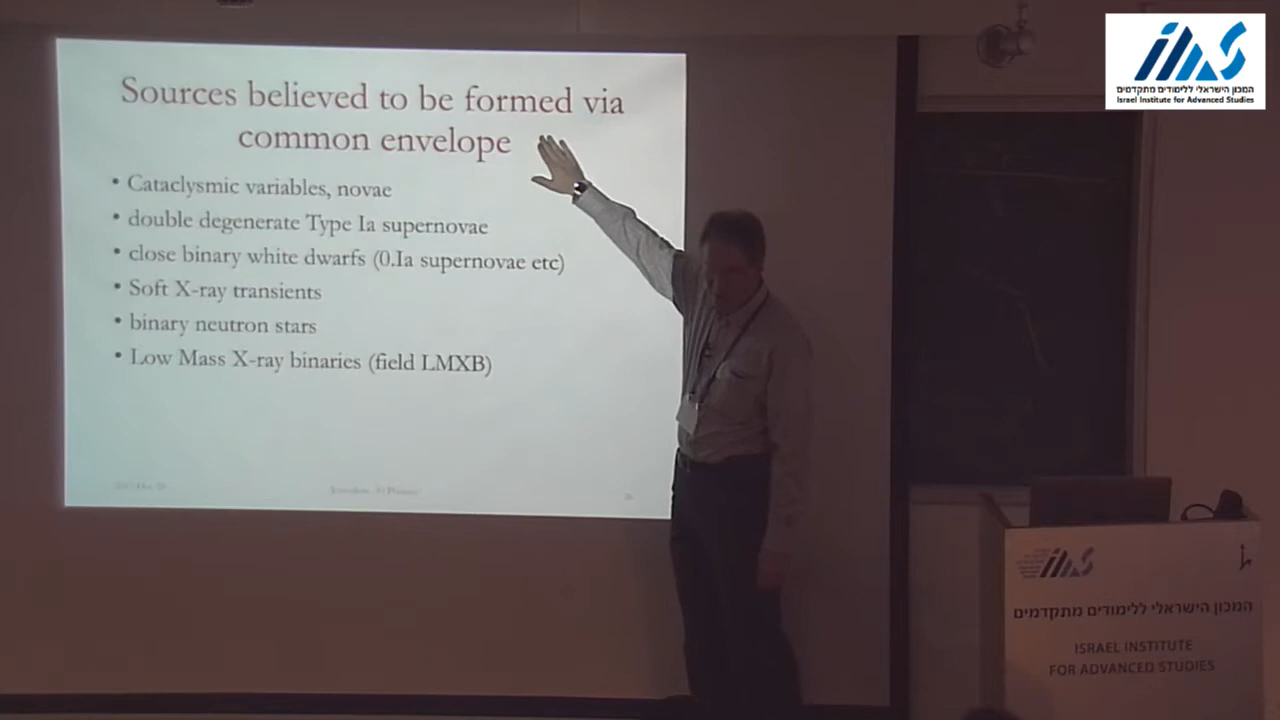 Sources believed to be formed via
common envelope
• Cataclysmic variables, novae
• double degenerate Type Ia supernovae
• close binary white dwarfs (0.Ia supernovae etc)
• Soft X-ray transients
• binary neutron stars
• Low Mass X-ray binaries (field LMXB)
המכון הישראלי ללימודים מתקדמים
Israel Institute for Advanced Studies
המכון הישראלי ללימודים מתקדמים
ISRAEL INSTITUTE
FOR ADVANCED STUDIES